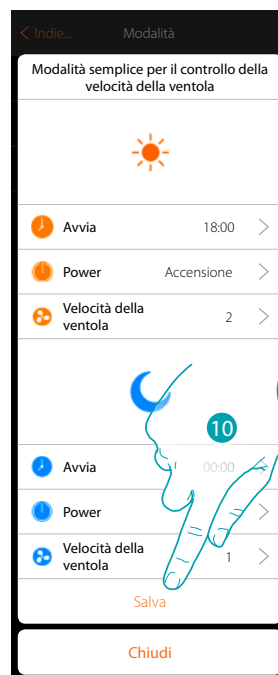 < Indie... Modalità
Modalità semplice per il controllo della
velocità della ventola
Avvia 18:00
Power Accensione
Velocità della
ventola 2
10
Avvia 00:00
Power
Velocità della
ventola 1
Salva
Chiudi